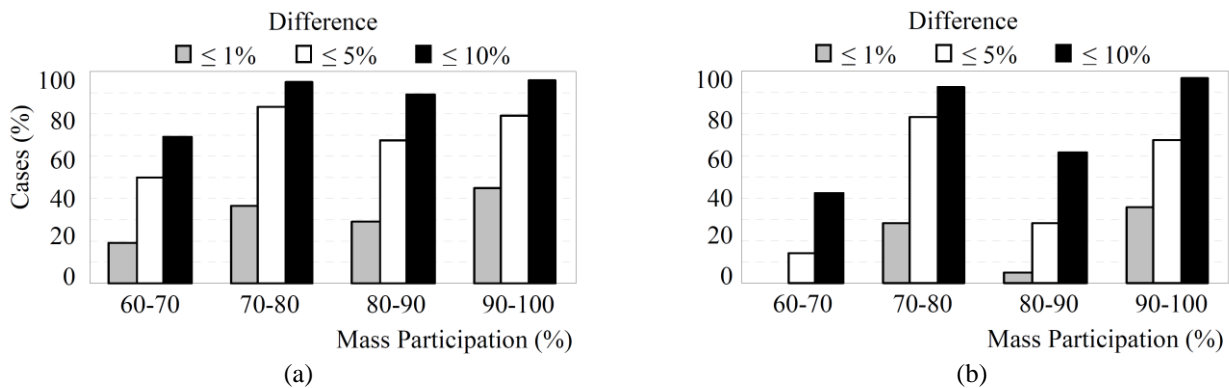 Difference
≤ 1% ≤ 5% ≤ 10%
Cases (%)
100
80
60
40
20
0
60-70 70-80 80-90 90-100
Mass Participation (%)
(a)
Difference
≤ 1% ≤ 5% ≤ 10%
100
80
60
40
20
0
60-70 70-80 80-90 90-100
Mass Participation (%)
(b)